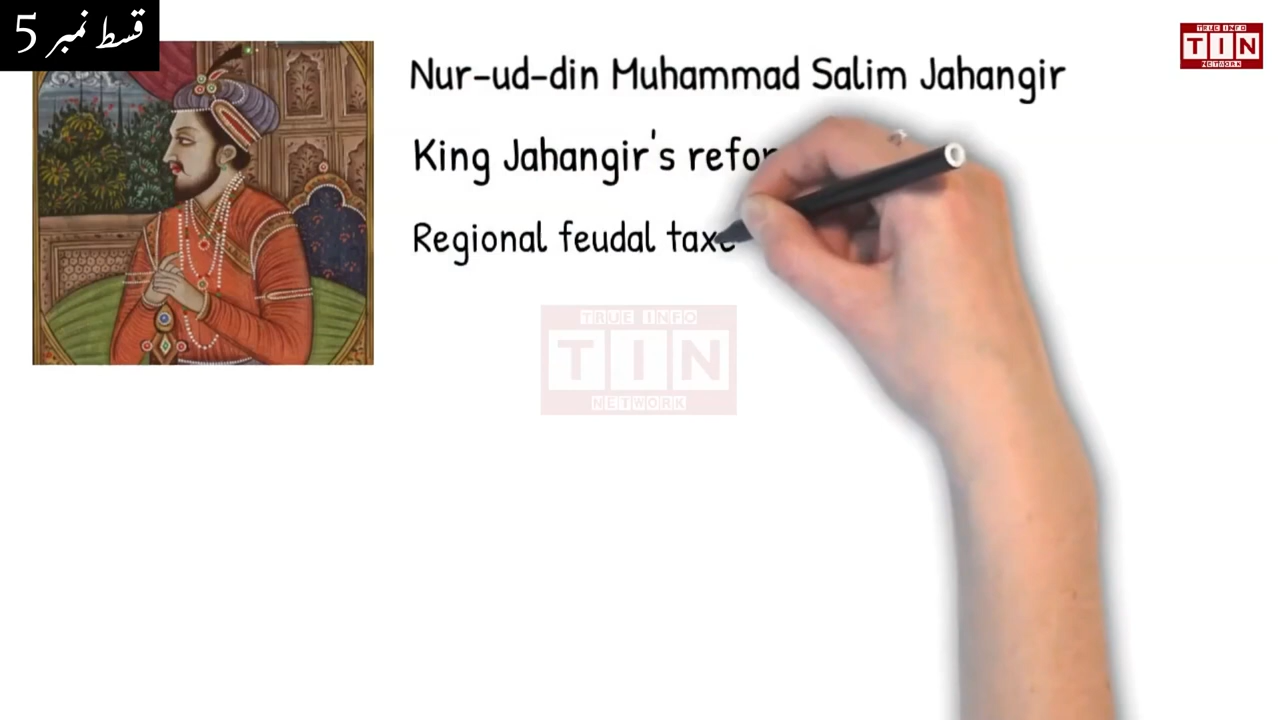 قسط نمبر 5
TRUE INFO
TIN
NETWORK
Nur-ud-din Muhammad Salim Jahangir
King Jahangir's refor
Regional feudal taxe
TRUE INFO
TIN
NETWORK